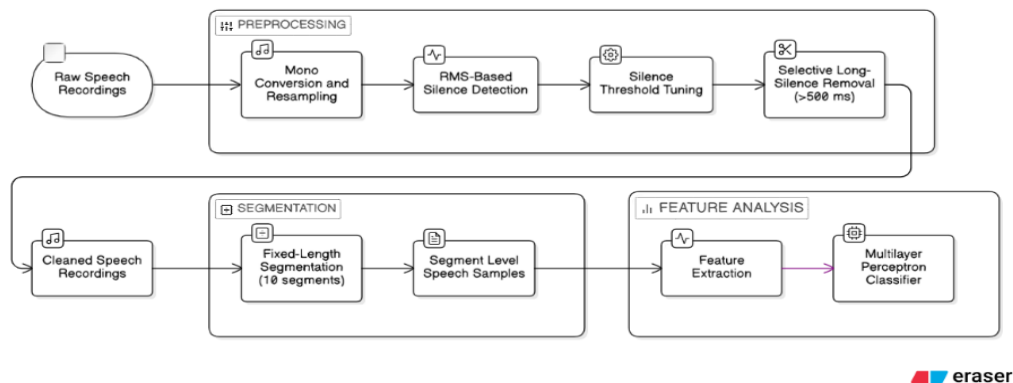 PREPROCESSING
Raw Speech
Recordings
Mono
Conversion and
Resampling
RMS-Based
Silence Detection
Silence
Threshold Tuning
Selective Long-
Silence Removal
(>500 ms)
Cleaned Speech
Recordings
SEGMENTATION
Fixed-Length
Segmentation
(10 segments)
Segment Level
Speech Samples
FEATURE ANALYSIS
Feature
Extraction
Multilayer
Perceptron
Classifier
eraser